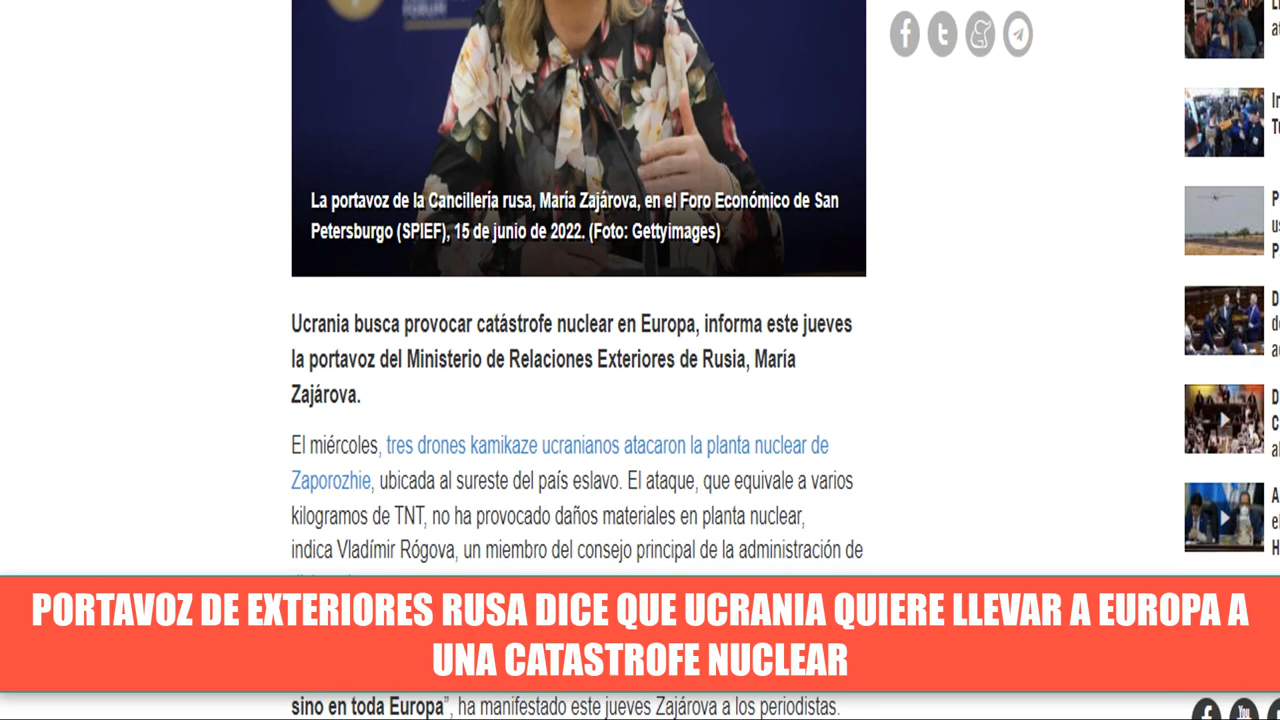 FORUM
La portavoz de la Cancillería rusa, María Zajárova, en el Foro Económico de San
Petersburgo (SPIEF), 15 de junio de 2022. (Foto: Gettyimages)
Ucrania busca provocar catástrofe nuclear en Europa, informa este jueves
la portavoz del Ministerio de Relaciones Exteriores de Rusia, María
Zajárova.
El miércoles, tres drones kamikaze ucranianos atacaron la planta nuclear de
Zaporozhie, ubicada al sureste del país eslavo. El ataque, que equivale a varios
kilogramos de TNT, no ha provocado daños materiales en planta nuclear,
indica Vladímir Rógova, un miembro del consejo principal de la administración de
PORTAVOZ DE EXTERIORES RUSA DICE QUE UCRANIA QUIERE LLEVAR A EUROPA A
UNA CATASTROFE NUCLEAR
sino en toda Europa”, ha manifestado este jueves Zajárova a los periodistas.